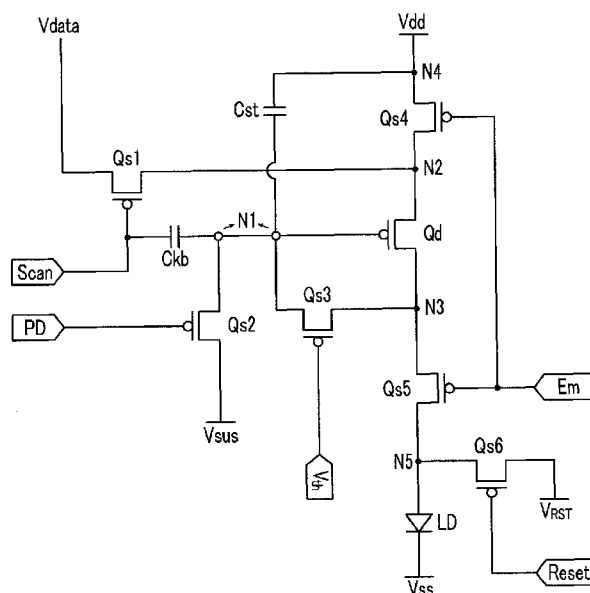 Vdd
Vdata
N4
Cst
Qs4
Qs1
N2
N1
Qd
Ckb
Scan
Qs3
N3
PD
Qs2
Qs5
Em
Vsus
Vth
N5
Qs6
VRST
LD
Vss
Reset